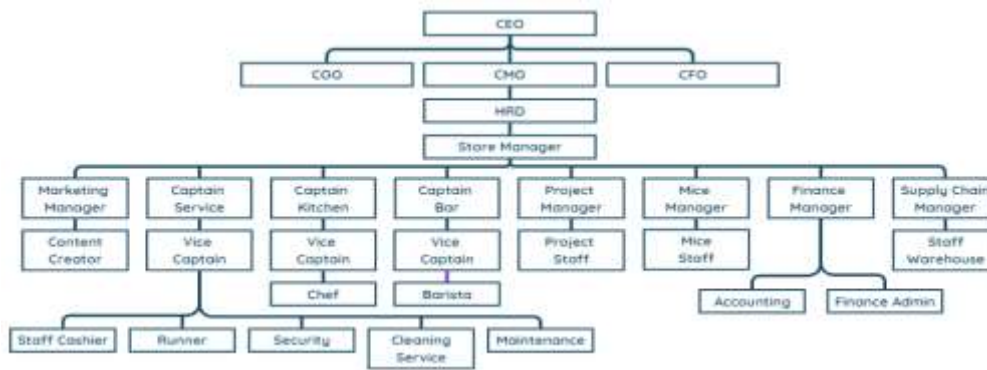 CEO
CGO
CMO
CFO
HRD
Store Manager
Marketing
Manager
Captain
Service
Captain
Kitchen
Captain
Bar
Project
Manager
Mice
Manager
Finance
Manager
Supply Chain
Manager
Content
Creator
Vice
Captain
Vice
Captain
Vice
Captain
Project
Staff
Mice
Staff
Staff
Warehouse
Chef
Barista
Accounting
Finance Admin
Staff Cashier
Runner
Security
Cleaning
Service
Maintenance